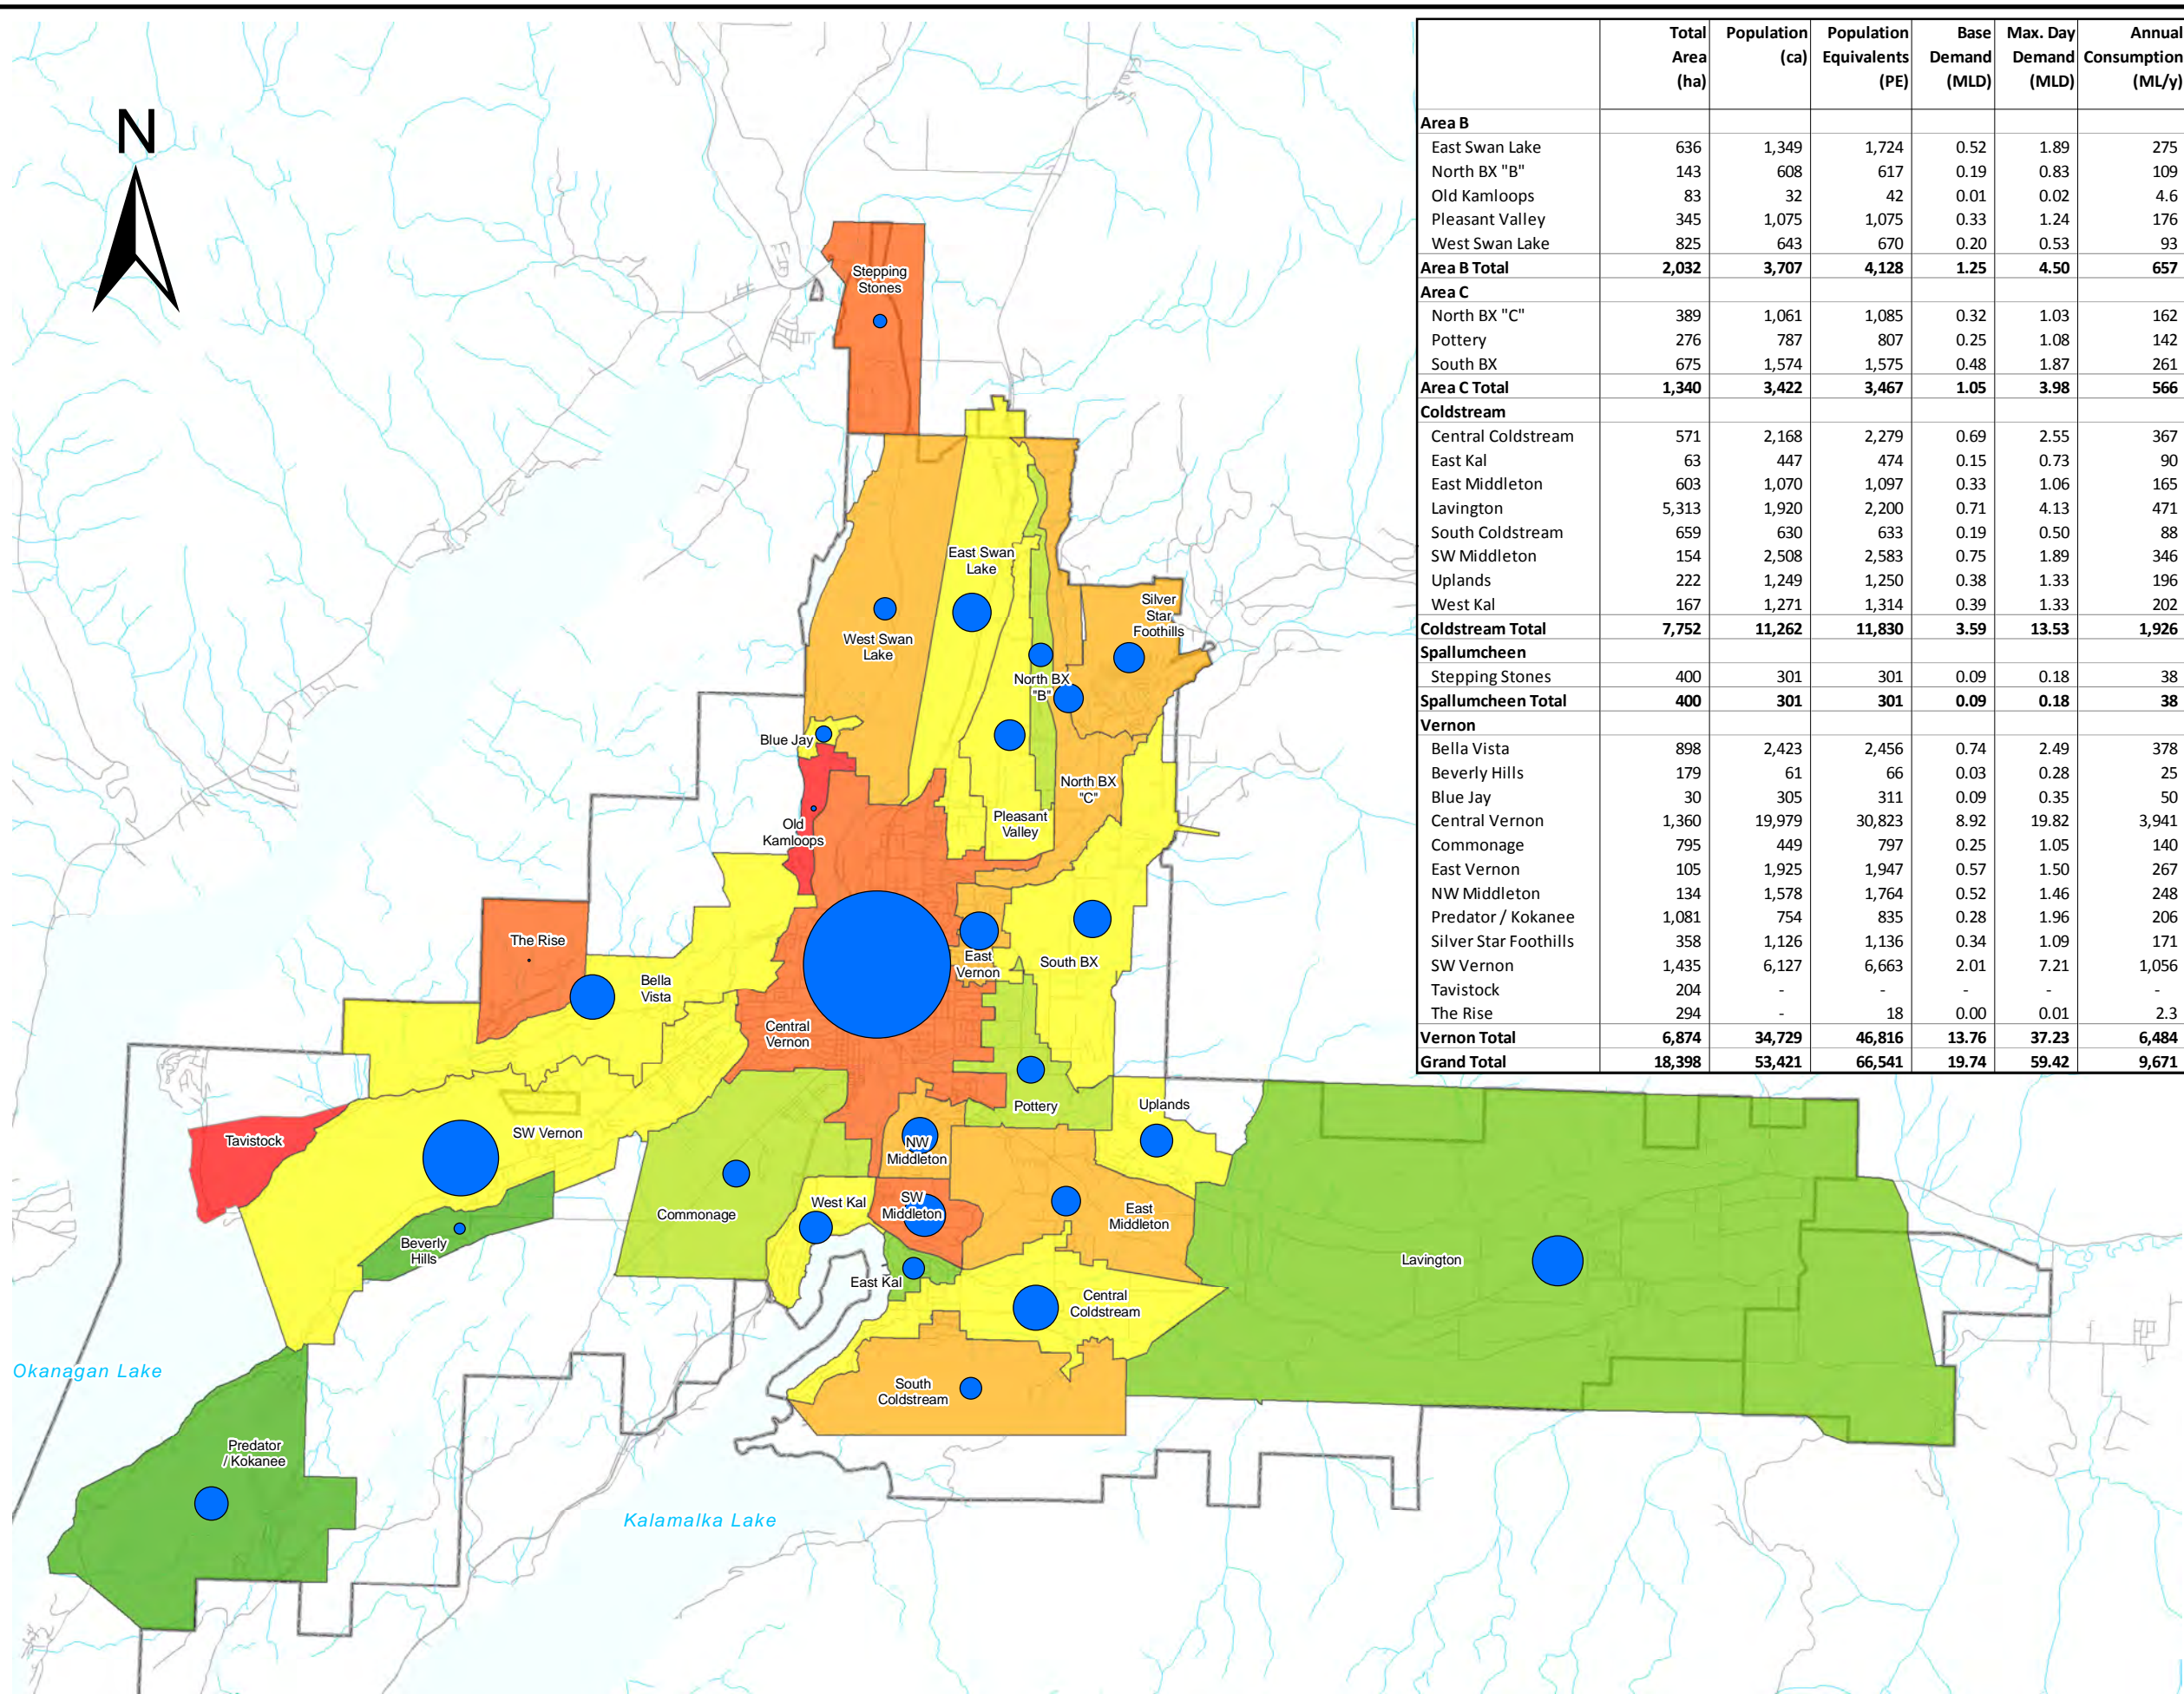 Total Population Population Base Max. Day Annual
Area (ca) Equivalents Demand Demand Consumption
(ha) (PE) (MLD) (MLD) (ML/y)
Area B
East Swan Lake 636 1,349 1,724 0.52 1.89 275
North BX "B" 143 608 617 0.19 0.83 109
Old Kamloops 83 32 42 0.01 0.02 4.6
Pleasant Valley 345 1,075 1,075 0.33 1.24 176
West Swan Lake 825 643 670 0.20 0.53 93
Area B Total 2,032 3,707 4,128 1.25 4.50 657
Area C
North BX "C" 389 1,061 1,085 0.32 1.03 162
Pottery 276 787 807 0.25 1.08 142
South BX 675 1,574 1,575 0.48 1.87 261
Area C Total 1,340 3,422 3,467 1.05 3.98 566
Coldstream
Central Coldstream 571 2,168 2,279 0.69 2.55 367
East Kal 63 447 474 0.15 0.73 90
East Middleton 603 1,070 1,097 0.33 1.06 165
Lavington 5,313 1,920 2,200 0.71 4.13 471
South Coldstream 659 630 633 0.19 0.50 88
SW Middleton 154 2,508 2,583 0.75 1.89 346
Uplands 222 1,249 1,250 0.38 1.33 196
West Kal 167 1,271 1,314 0.39 1.33 202
Coldstream Total 7,752 11,262 11,830 3.59 13.53 1,926
Spallumcheen
Stepping Stones 400 301 301 0.09 0.18 38
Spallumcheen Total 400 301 301 0.09 0.18 38
Vernon
Bella Vista 898 2,423 2,456 0.74 2.49 378
Beverly Hills 179 61 66 0.03 0.28 25
Blue Jay 30 305 311 0.09 0.35 50
Central Vernon 1,360 19,979 30,823 8.92 19.82 3,941
Commonage 795 449 797 0.25 1.05 140
East Vernon 105 1,925 1,947 0.57 1.50 267
NW Middleton 134 1,578 1,764 0.52 1.46 248
Predator / Kokanee 1,081 754 835 0.28 1.96 206
Silver Star Foothills 358 1,126 1,136 0.34 1.09 171
SW Vernon 1,435 6,127 6,663 2.01 7.21 1,056
Tavistock 204 - - - - -
The Rise 294 - 18 0.00 0.01 2.3
Vernon Total 6,874 34,729 46,816 13.76 37.23 6,484
Grand Total 18,398 53,421 66,541 19.74 59.42 9,671
N
Stepping
Stones
East Swan
Lake
Silver
Star
Foothills
West Swan
Lake
North BX
"B"
Blue Jay
North BX
"C"
Old
Kamloops
Pleasant
Valley
The Rise
Bella
Vista
East
Vernon
South BX
Central
Vernon
Pottery
Uplands
Tavistock
SW Vernon
NW
Middleton
West Kal
SW
Middleton
East
Middleton
Commonage
Beverly
Hills
Lavington
East Kal
Central
Coldstream
Okanagan Lake
South
Coldstream
Predator
/ Kokanee
Kalamalka Lake